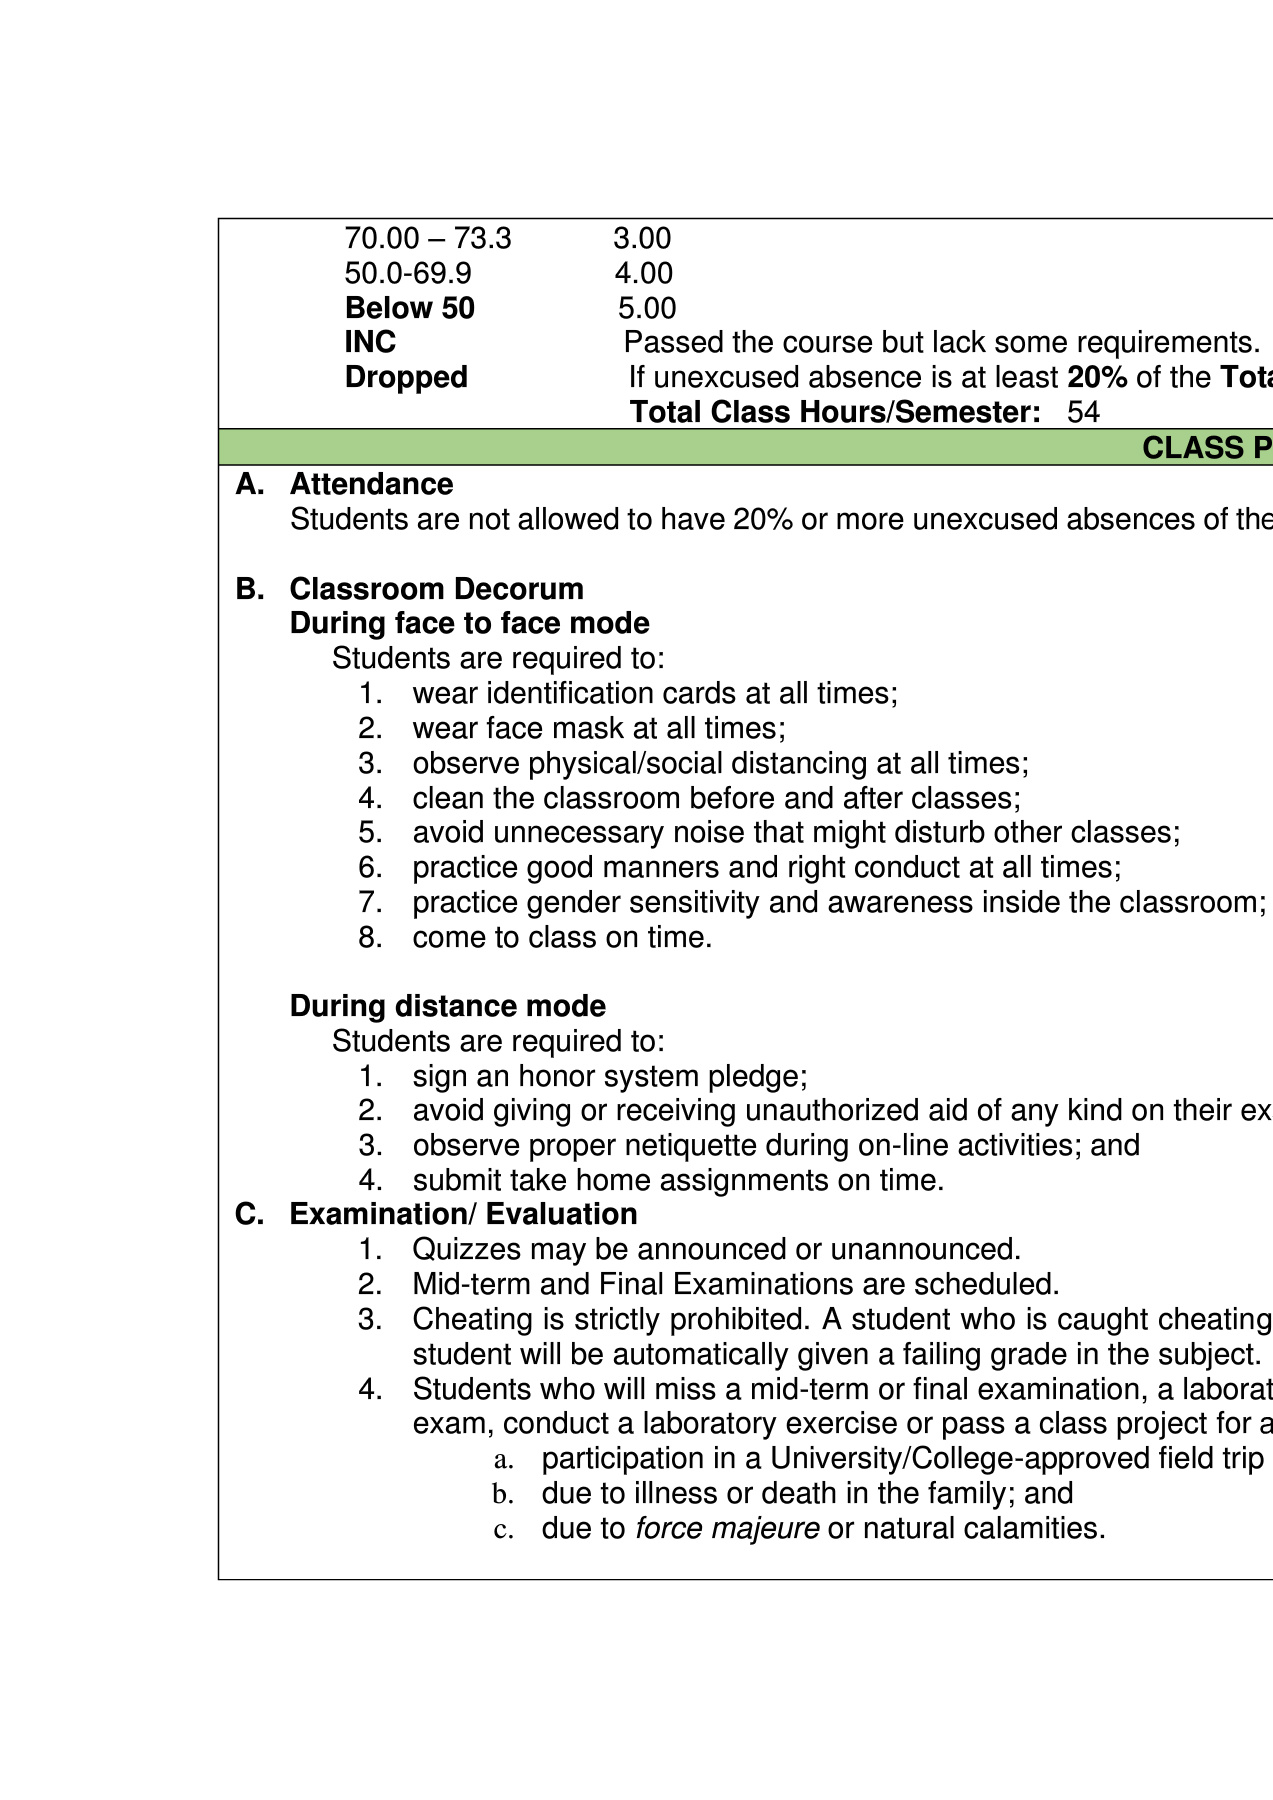 70.00 – 73.3 3.00
50.0-69.9 4.00
Below 50 5.00
INC Passed the course but lack some requirements.
Dropped If unexcused absence is at least 20% of the Tota
Total Class Hours/Semester: 54
CLASS P
A. Attendance
Students are not allowed to have 20% or more unexcused absences of the
B. Classroom Decorum
During face to face mode
Students are required to:
1. wear identification cards at all times;
2. wear face mask at all times;
3. observe physical/social distancing at all times;
4. clean the classroom before and after classes;
5. avoid unnecessary noise that might disturb other classes;
6. practice good manners and right conduct at all times;
7. practice gender sensitivity and awareness inside the classroom;
8. come to class on time.
During distance mode
Students are required to:
1. sign an honor system pledge;
2. avoid giving or receiving unauthorized aid of any kind on their ex
3. observe proper netiquette during on-line activities; and
4. submit take home assignments on time.
C. Examination/ Evaluation
1. Quizzes may be announced or unannounced.
2. Mid-term and Final Examinations are scheduled.
3. Cheating is strictly prohibited. A student who is caught cheating
student will be automatically given a failing grade in the subject.
4. Students who will miss a mid-term or final examination, a laborat
exam, conduct a laboratory exercise or pass a class project for a
a. participation in a University/College-approved field trip
b. due to illness or death in the family; and
c. due to force majeure or natural calamities.